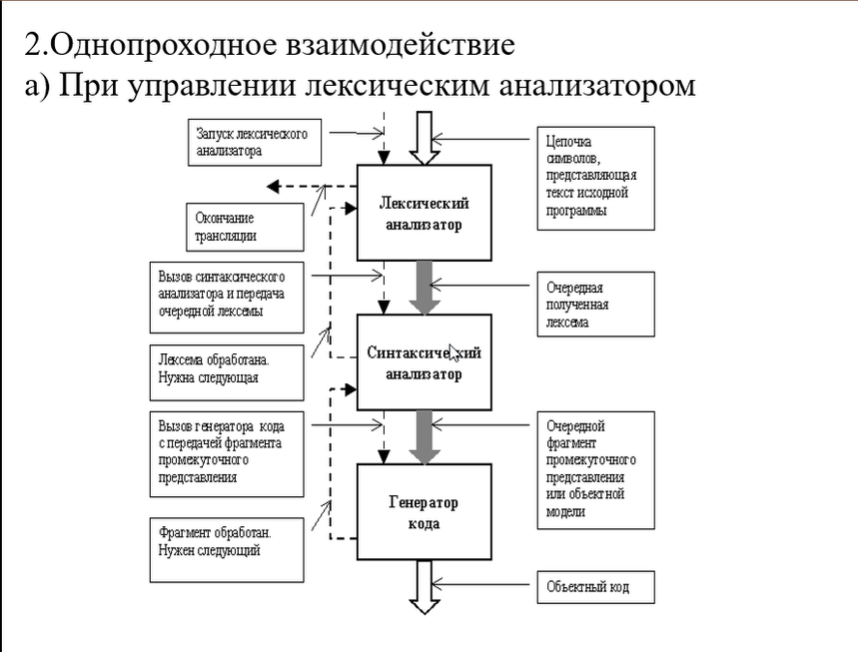 2.Однопроходное взаимодействие
а) При управлении лексическим анализатором
Запуск лексического
анализатора
Цепочка
символов,
представляющая
текст исходной
программы
Лексический
анализатор
Окончание
трансляции
Вызов синтаксического
анализатора и передача
очередной лексемы
Очередная
полученная
лексема
Синтаксический
анализатор
Лексема обработана.
Нужна следующая
Вызов генератора кода
с передачей фрагмента
промежуточного
представления
Очередной
фрагмент
промежуточного
представления
или объектной
модели
Генератор
кода
Фрагмент обработан.
Нужен следующий
Объектный код